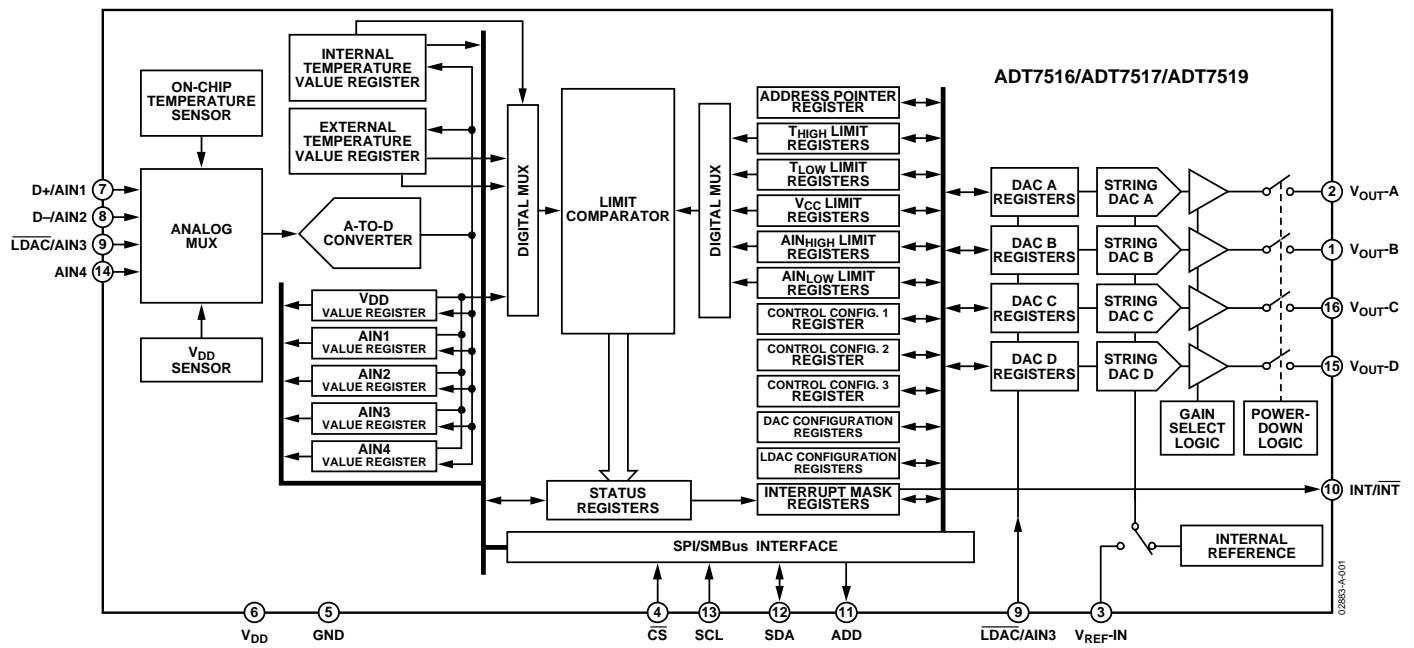 ADT7516/ADT7517/ADT7519
INTERNAL
TEMPERATURE
VALUE REGISTER
ON-CHIP
TEMPERATURE
SENSOR
EXTERNAL
TEMPERATURE
VALUE REGISTER
D+/AIN1
7
D–/AIN2
8
LDAC/AIN3
9
AIN4
14
ANALOG
MUX
A-TO-D
CONVERTER
VDD
SENSOR
VDD
VALUE REGISTER
AIN1
VALUE REGISTER
AIN2
VALUE REGISTER
AIN3
VALUE REGISTER
AIN4
VALUE REGISTER
DIGITAL MUX
LIMIT
COMPARATOR
DIGITAL MUX
ADDRESS POINTER
REGISTER
THIGH LIMIT
REGISTERS
TLOW LIMIT
REGISTERS
VCC LIMIT
REGISTERS
AINHIGH LIMIT
REGISTERS
AINLOW LIMIT
REGISTERS
CONTROL CONFIG. 1
REGISTER
CONTROL CONFIG. 2
REGISTER
CONTROL CONFIG. 3
REGISTER
DAC CONFIGURATION
REGISTERS
LDAC CONFIGURATION
REGISTERS
INTERRUPT MASK
REGISTERS
STATUS
REGISTERS
SPI/SMBus INTERFACE
DAC A
REGISTERS
STRING
DAC A
2
VOUT-A
DAC B
REGISTERS
STRING
DAC B
1
VOUT-B
DAC C
REGISTERS
STRING
DAC C
16
VOUT-C
DAC D
REGISTERS
STRING
DAC D
15
VOUT-D
GAIN
SELECT
LOGIC
POWER-
DOWN
LOGIC
10
INT/INT
INTERNAL
REFERENCE
02883-A-001
6
VDD
5
GND
4
CS
13
SCL
12
SDA
11
ADD
9
LDAC/AIN3
3
VREF-IN